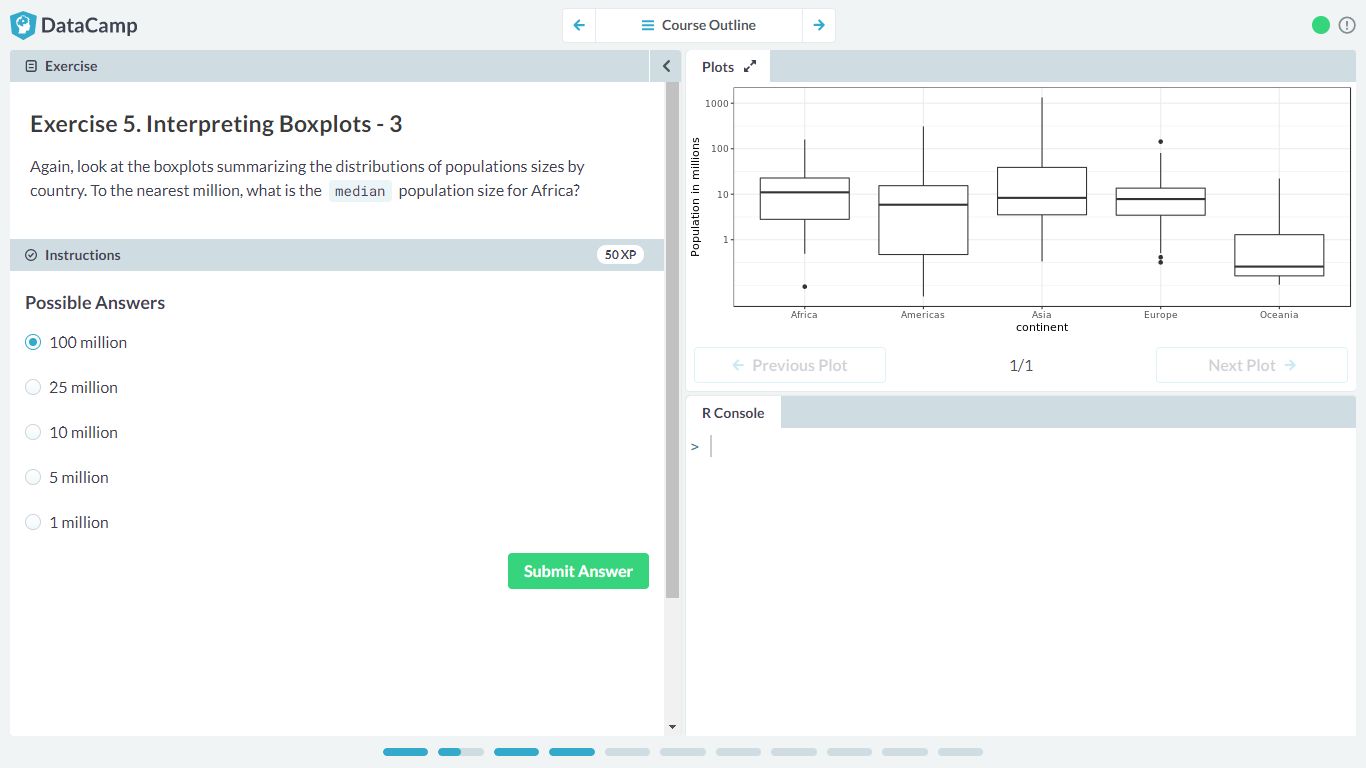 DataCamp
Course Outline
Exercise
Exercise 5. Interpreting Boxplots - 3
Again, look at the boxplots summarizing the distributions of populations sizes by
country. To the nearest million, what is the median population size for Africa?
Instructions
50 XP
Possible Answers
100 million
25 million
10 million
5 million
1 million
Submit Answer
Plots
Population in millions
1000
100
10
1
Africa Americas Asia Europe Oceania
continent
Previous Plot
1/1
Next Plot
R Console
>